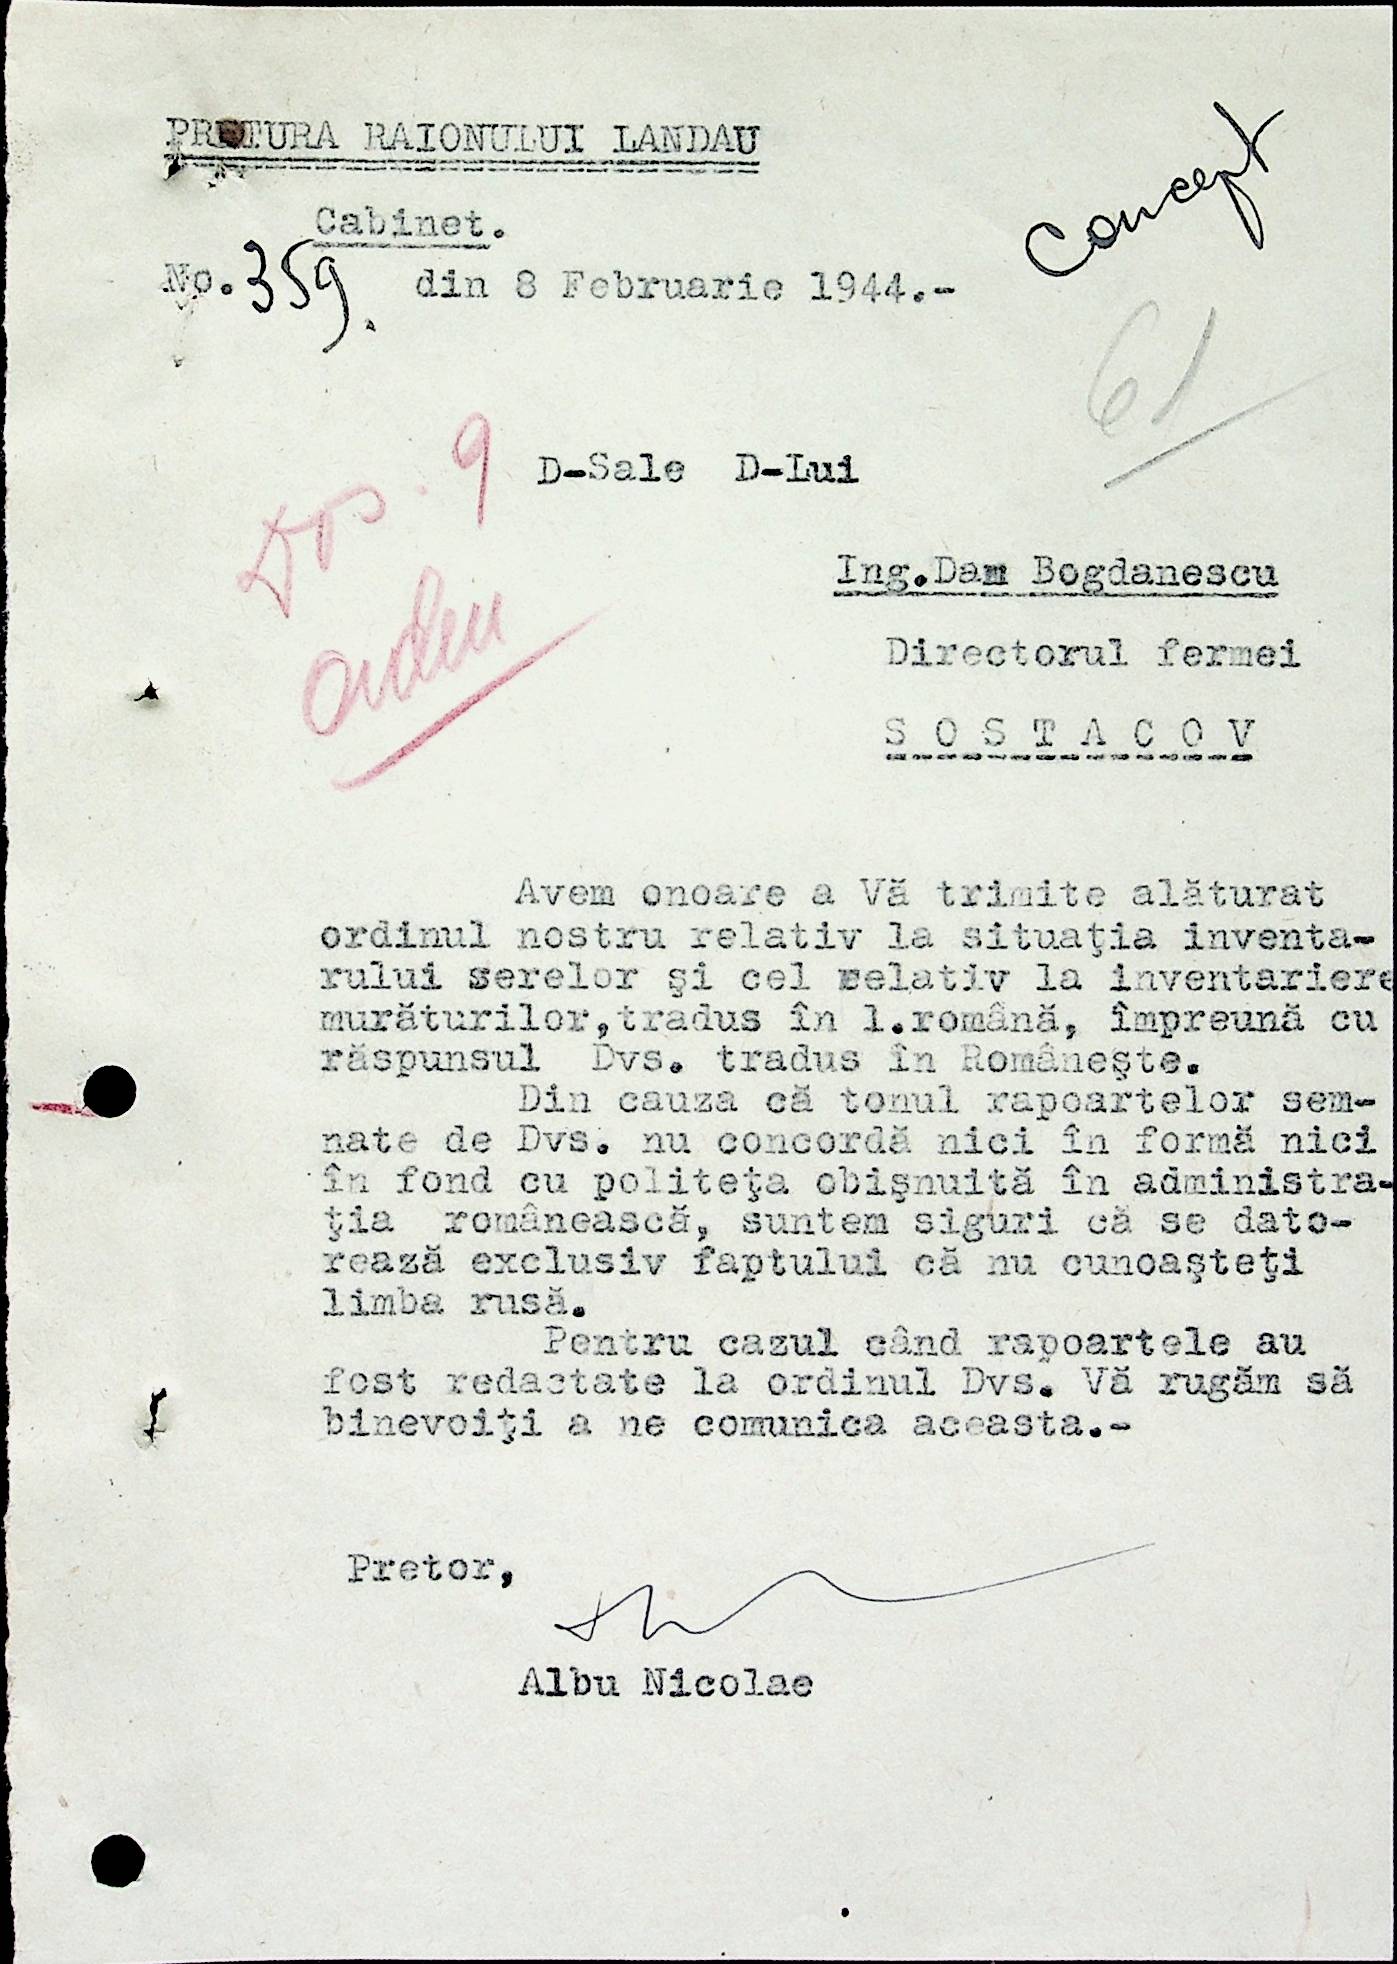 PRETURA RAIONULUI LANDAU
Concept
Cabinet.
No. 359. din 8 Februarie 1944.-
61
Dos. 9
D-Sale D-Lui
Ing.Dam Bogdanescu
ordin
Directorul fermei
S O S T A C O V
Avem onoare a Vă trimite alăturat
ordinul nostru relativ la situaţia inventa-
rului serelor şi cel relativ la inventariere
murăturilor,tradus în l.română, împreună cu
răspunsul Dvs. tradus în Româneşte.
Din cauza că tonul rapoartelor sem-
nate de Dvs. nu concordă nici în formă nici
în fond cu politeţa obişnuită în administra-
ţia românească, suntem siguri că se dato-
rează exclusiv faptului că nu cunoaşteţi
limba rusă.
Pentru cazul când rapoartele au
fost redactate la ordinul Dvs. Vă rugăm să
binevoiţi a ne comunica aceasta.-
Pretor,
Albu Nicolae